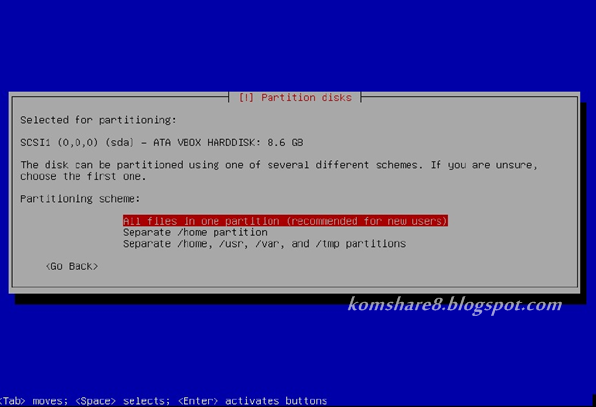 [!] Partition disks
Selected for partitioning:
SCSI1 (0,0,0) (sda) - ATA VBOX HARDDISK: 8.6 GB
The disk can be partitioned using one of several different schemes. If you are unsure,
choose the first one.
Partitioning scheme:
All files in one partition (recommended for new users)
Separate /home partition
Separate /home, /usr, /var, and /tmp partitions
<Go Back>
komshare8.blogspot.com
<Tab> moves; <Space> selects; <Enter> activates buttons